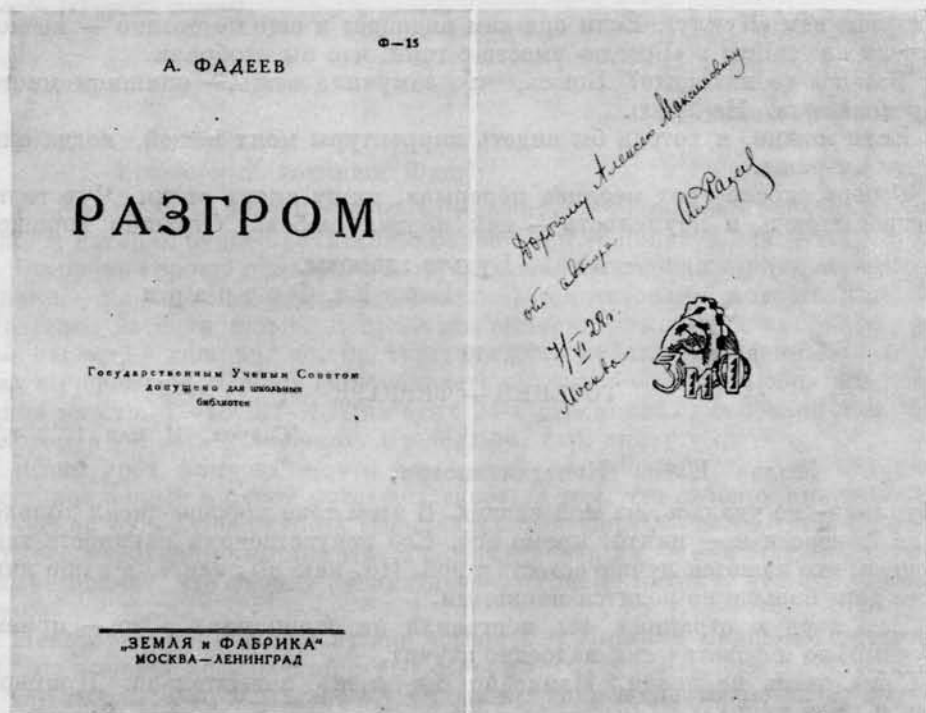 Ф—15
А. ФАДЕЕВ
РАЗГРОМ
Государственным Ученым Советом
допущено для школьных
библиотек
„ЗЕМЛЯ и ФАБРИКА“
МОСКВА—ЛЕНИНГРАД
Дорогому Алексею Максимовичу
от автора
А. Фадеев
7/VI 28 г.
Москва.
ЗИФ